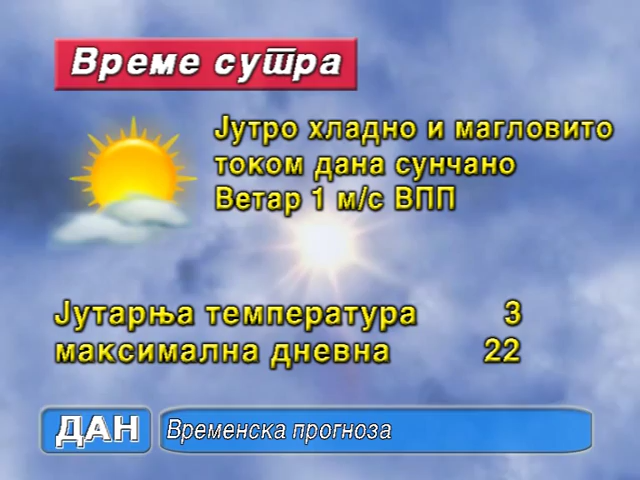 Време сутра
Јутро хладно и магловито
током дана сунчано
Ветар 1 м/с ВПП
Јутарња температура 3
максимална дневна 22
ДАН Временска прогноза